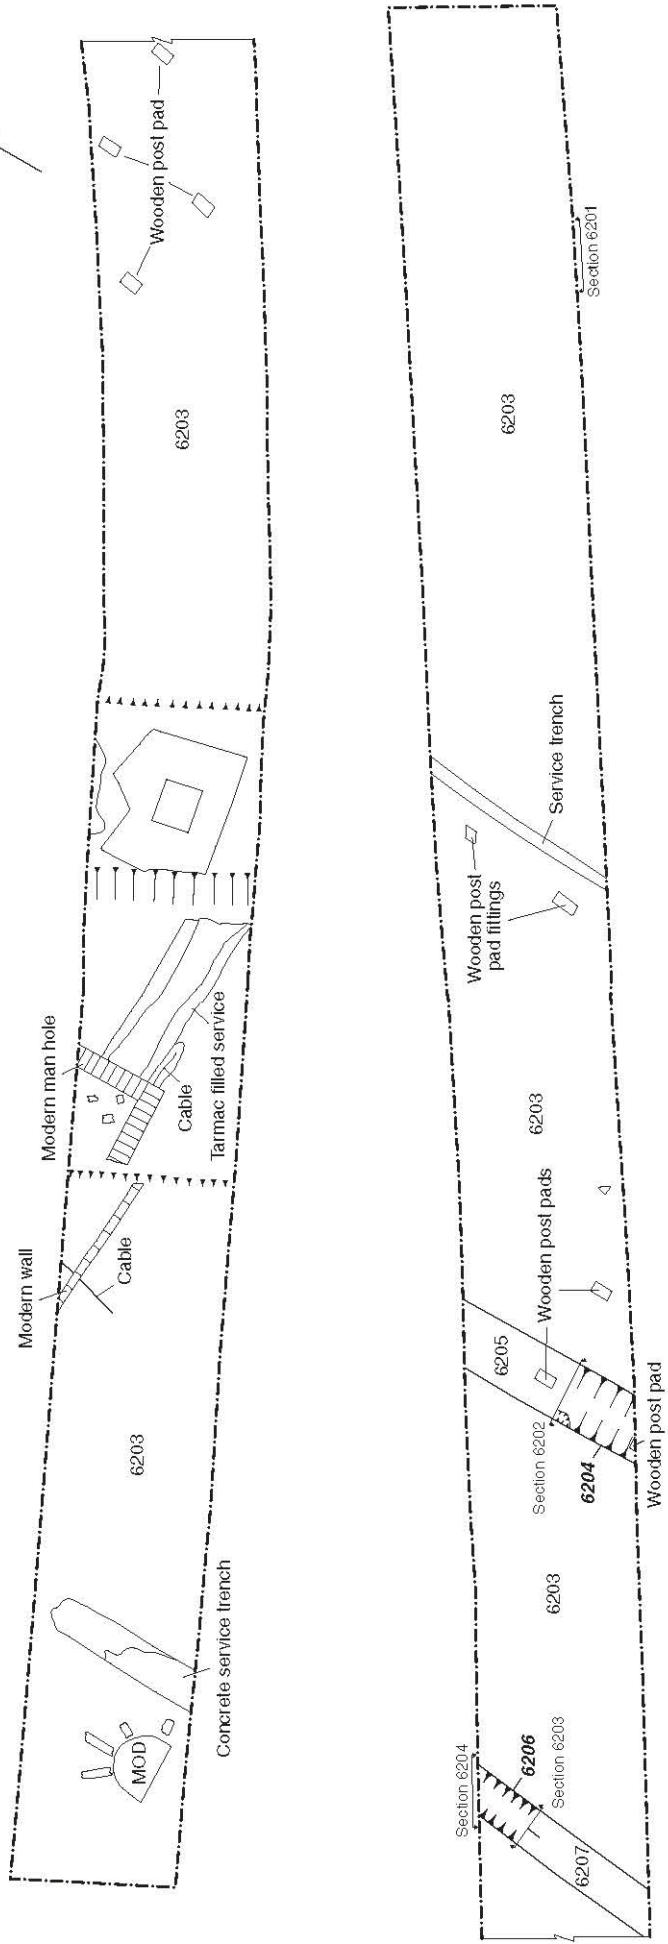 MOD
Concrete service trench
6203
Modern wall
Cable
Modern man hole
Cable
Tarmac filled service
6203
Wooden post pad
Section 6204
6206
Section 6203
6207
6203
Section 6202
6204
6205
Wooden post pad
Wooden post pads
6203
Wooden post
pad fittings
Service trench
6203
Section 6201